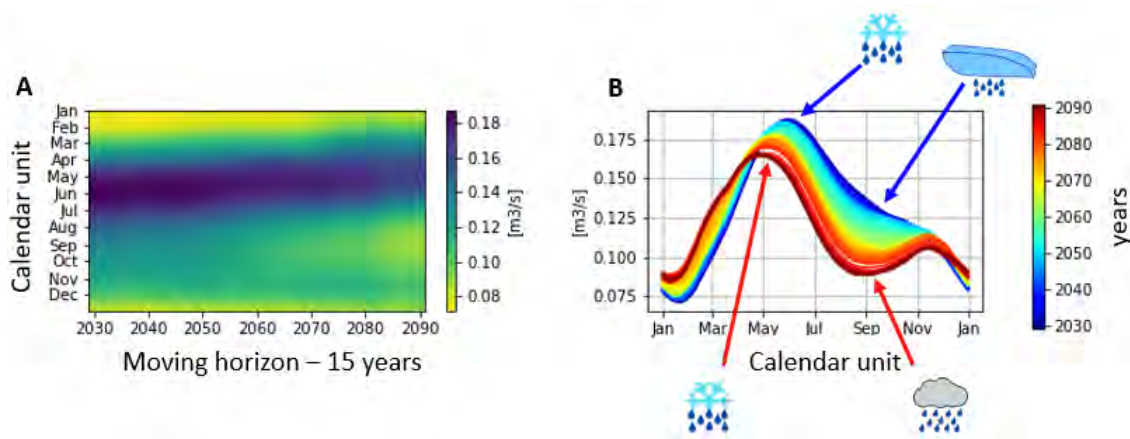 A
Calendar unit
Jan
Feb
Mar
Apr
May
Jun
Jul
Aug
Sep
Oct
Nov
Dec
2030 2040 2050 2060 2070 2080 2090
Moving horizon – 15 years
0.18
0.16
0.14
0.12
0.10
0.08
[m3/s]
B
[m3/s]
0.175
0.150
0.125
0.100
0.075
Jan Mar May Jul Sep Nov Jan
Calendar unit
2090
2080
2070
2060
2050
2040
2030
years